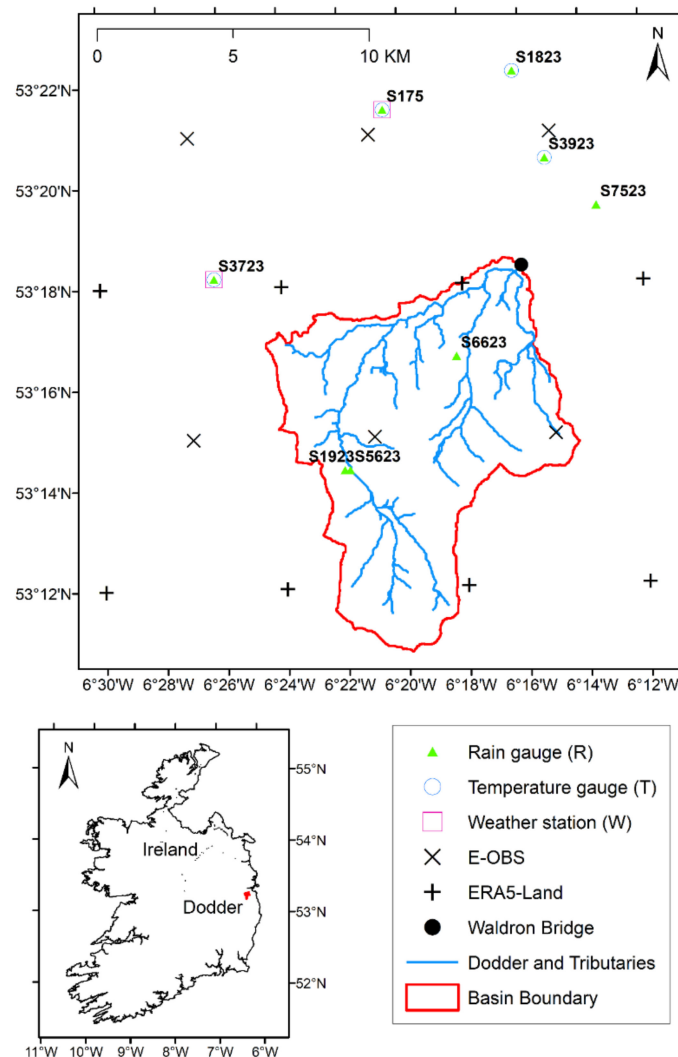 0 5 10 KM
N
S1823
53°22'N
S175
S3923
53°20'N
S7523
S3723
53°18'N
S6623
53°16'N
S1923S5623
53°14'N
53°12'N
6°30'W 6°28'W 6°26'W 6°24'W 6°22'W 6°20'W 6°18'W 6°16'W 6°14'W 6°12'W
N
55°N
54°N
Ireland
Dodder
53°N
52°N
11°W 10°W 9°W 8°W 7°W 6°W
Rain gauge (R)
Temperature gauge (T)
Weather station (W)
E-OBS
ERA5-Land
Waldron Bridge
Dodder and Tributaries
Basin Boundary